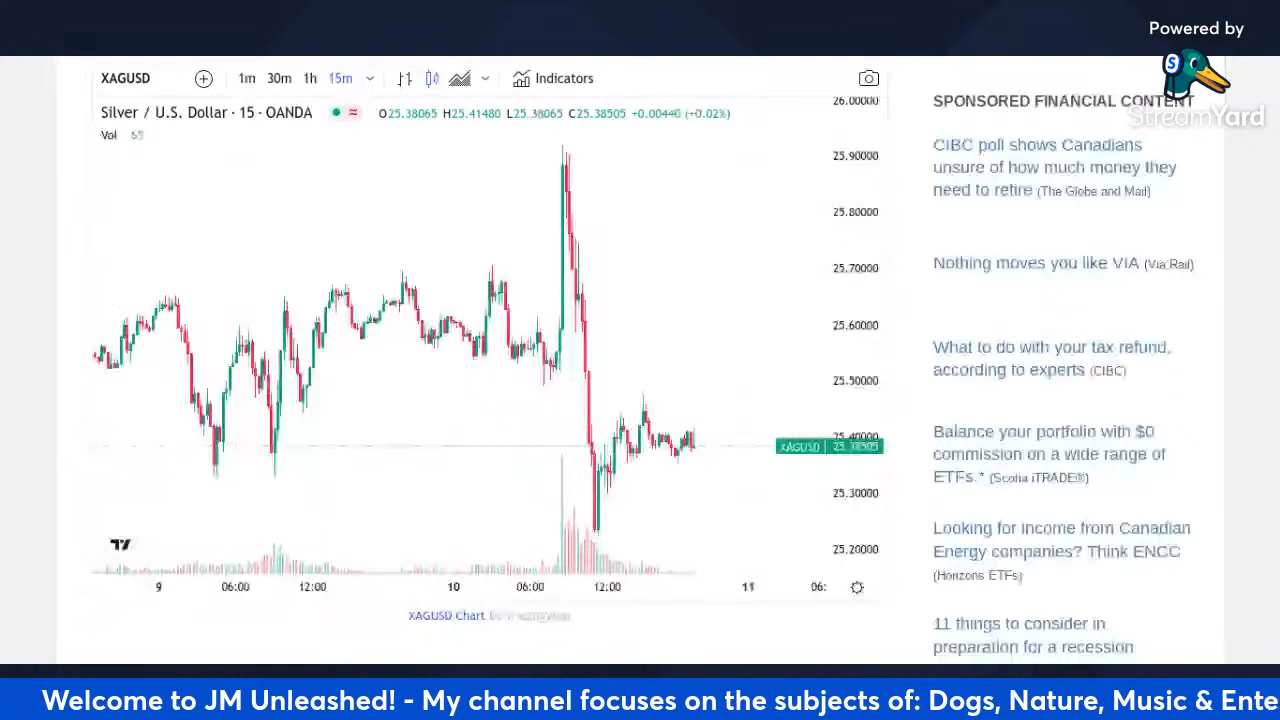 Powered by
StreamYard
XAGUSD 1m 30m 1h 15m Indicators
Silver / U.S. Dollar · 15 · OANDA O25.38065 H25.41480 L25.38065 C25.38505 +0.00440 (+0.02%)
Vol
26.00000
25.90000
25.80000
25.70000
25.60000
25.50000
25.40000
XAGUSD 25.38505
25.30000
25.20000
9 06:00 12:00 10 06:00 12:00 11 06:
XAGUSD Chart by TradingView
SPONSORED FINANCIAL CONTENT
CIBC poll shows Canadians
unsure of how much money they
need to retire (The Globe and Mail)
Nothing moves you like VIA (Via Rail)
What to do with your tax refund,
according to experts (CIBC)
Balance your portfolio with $0
commission on a wide range of
ETFs.* (Scotia iTRADE®)
Looking for income from Canadian
Energy companies? Think ENCC
(Horizons ETFs)
11 things to consider in
preparation for a recession
Welcome to JM Unleashed! - My channel focuses on the subjects of: Dogs, Nature, Music & Ente